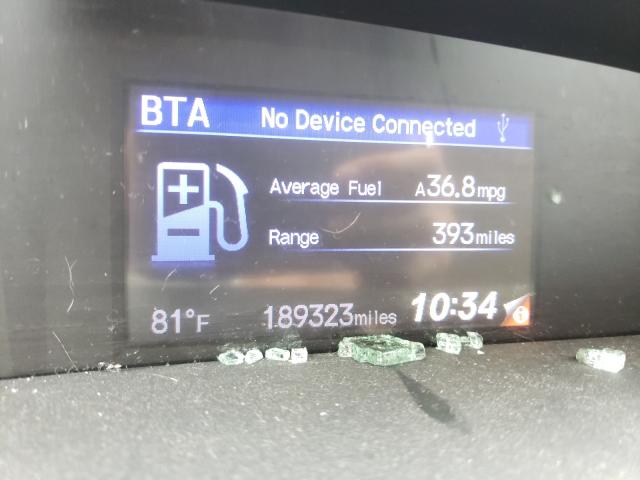 BTA No Device Connected
Average Fuel A36.8mpg
Range 393miles
81°F 189323miles 10:34 i